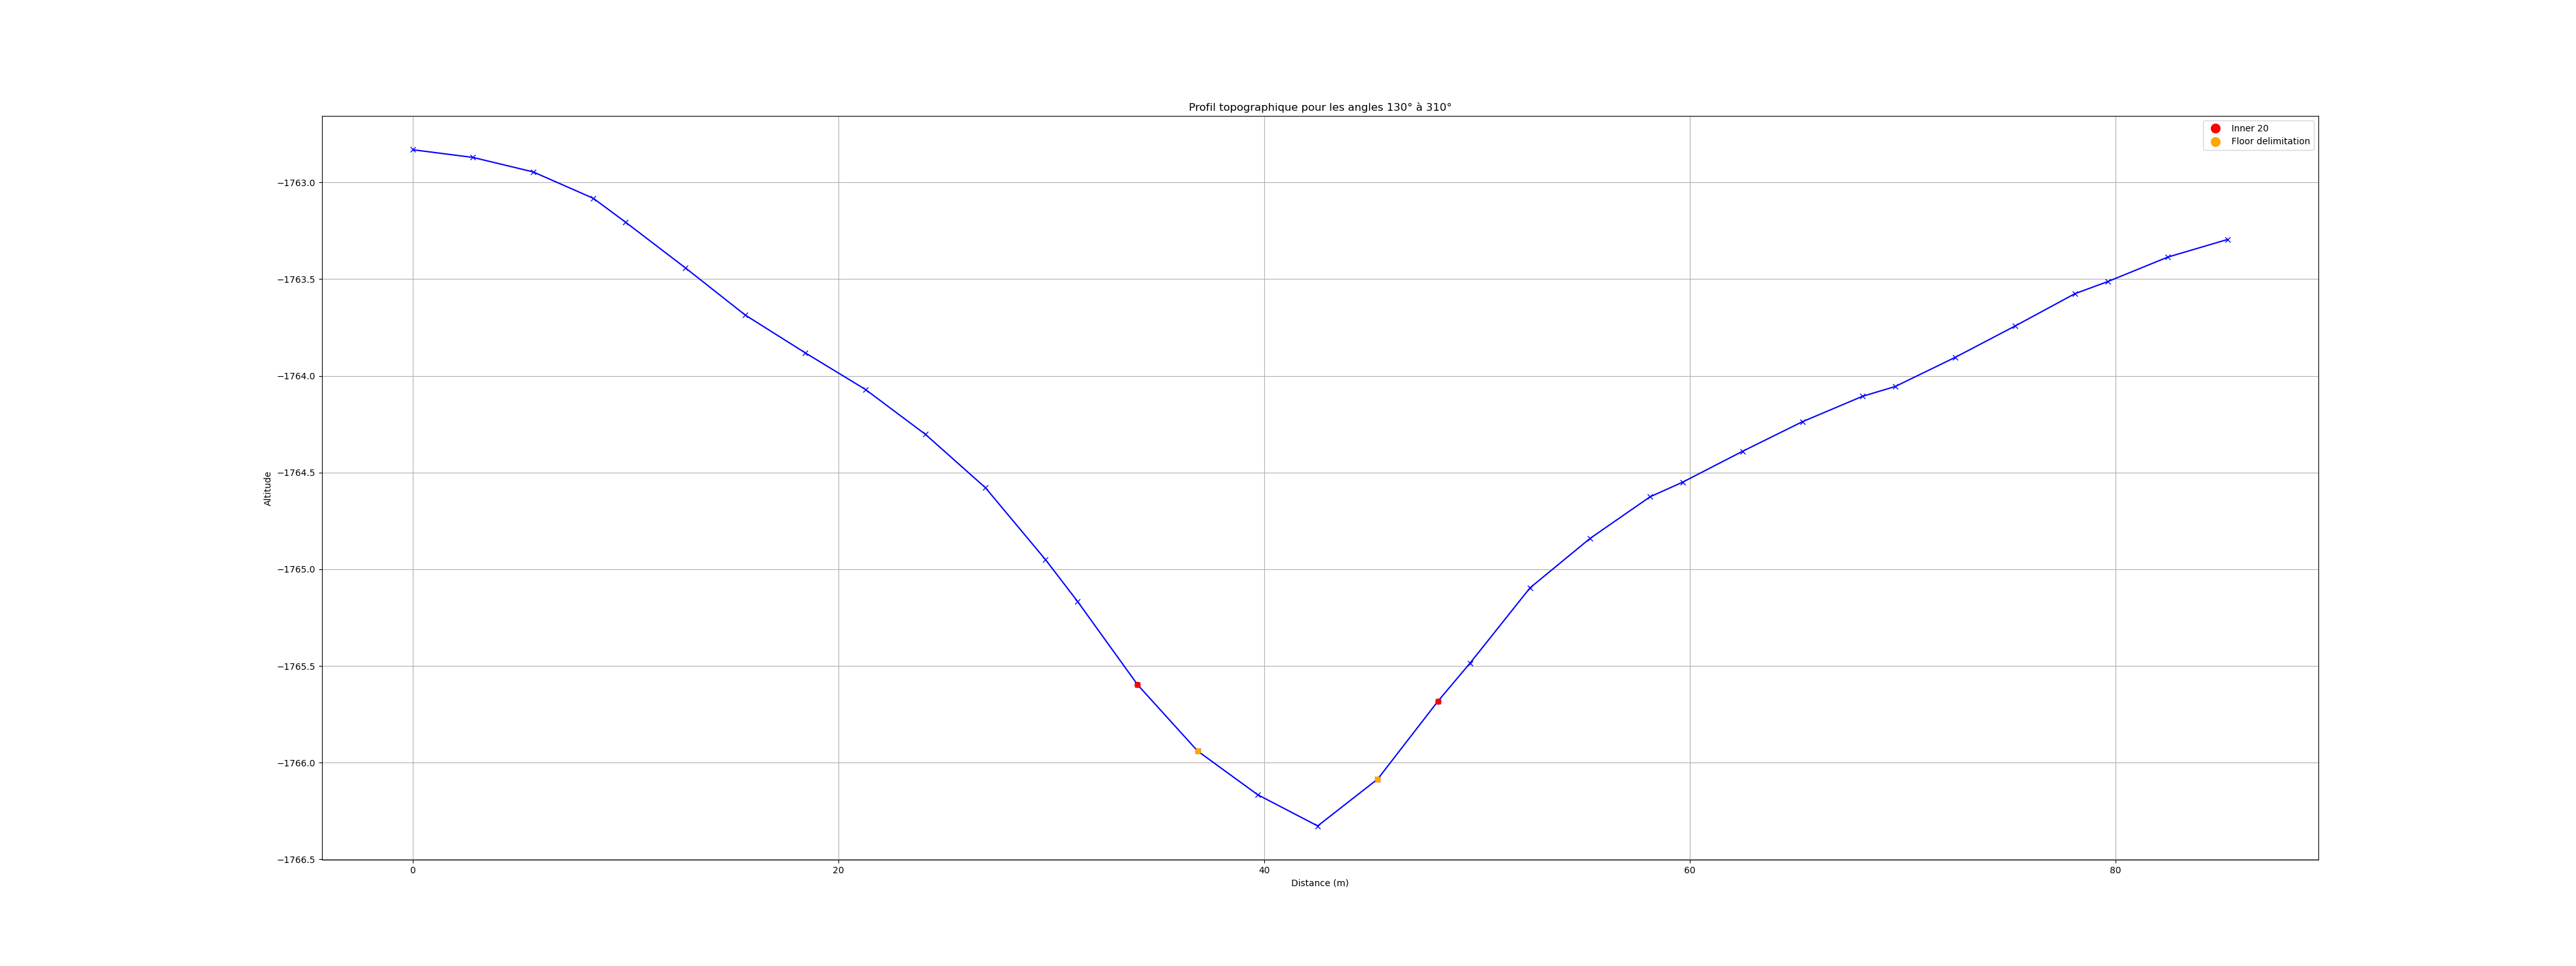 Profil topographique pour les angles 130° à 310°
Inner 20
Floor delimitation
−1763.0
−1763.5
−1764.0
−1764.5
−1765.0
−1765.5
−1766.0
−1766.5
Altitude
0 20 40 60 80
Distance (m)